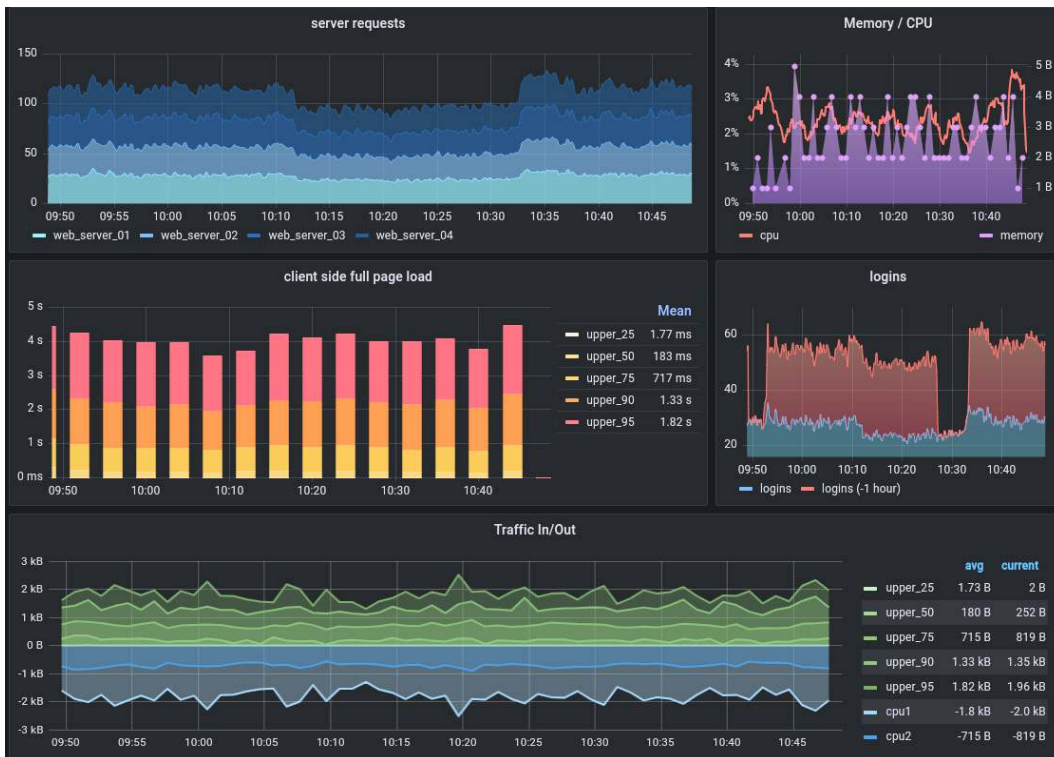 server requests
150
100
50
0
09:50 09:55 10:00 10:05 10:10 10:15 10:20 10:25 10:30 10:35 10:40 10:45
web_server_01 web_server_02 web_server_03 web_server_04
Memory / CPU
4% 5 B
3% 4 B
2% 3 B
1% 2 B
0% 1 B
09:50 10:00 10:10 10:20 10:30 10:40
cpu memory
client side full page load
5 s
4 s
3 s
2 s
1 s
0 ms
09:50 10:00 10:10 10:20 10:30 10:40
Mean
upper_25 1.77 ms
upper_50 183 ms
upper_75 717 ms
upper_90 1.33 s
upper_95 1.82 s
logins
60
40
20
09:50 10:00 10:10 10:20 10:30 10:40
logins logins (-1 hour)
Traffic In/Out
3 kB
2 kB
1 kB
0 B
-1 kB
-2 kB
-3 kB
09:50 09:55 10:00 10:05 10:10 10:15 10:20 10:25 10:30 10:35 10:40 10:45
avg current
upper_25 1.73 B 2 B
upper_50 180 B 252 B
upper_75 715 B 819 B
upper_90 1.33 kB 1.35 kB
upper_95 1.82 kB 1.96 kB
cpu1 -1.8 kB -2.0 kB
cpu2 -715 B -819 B